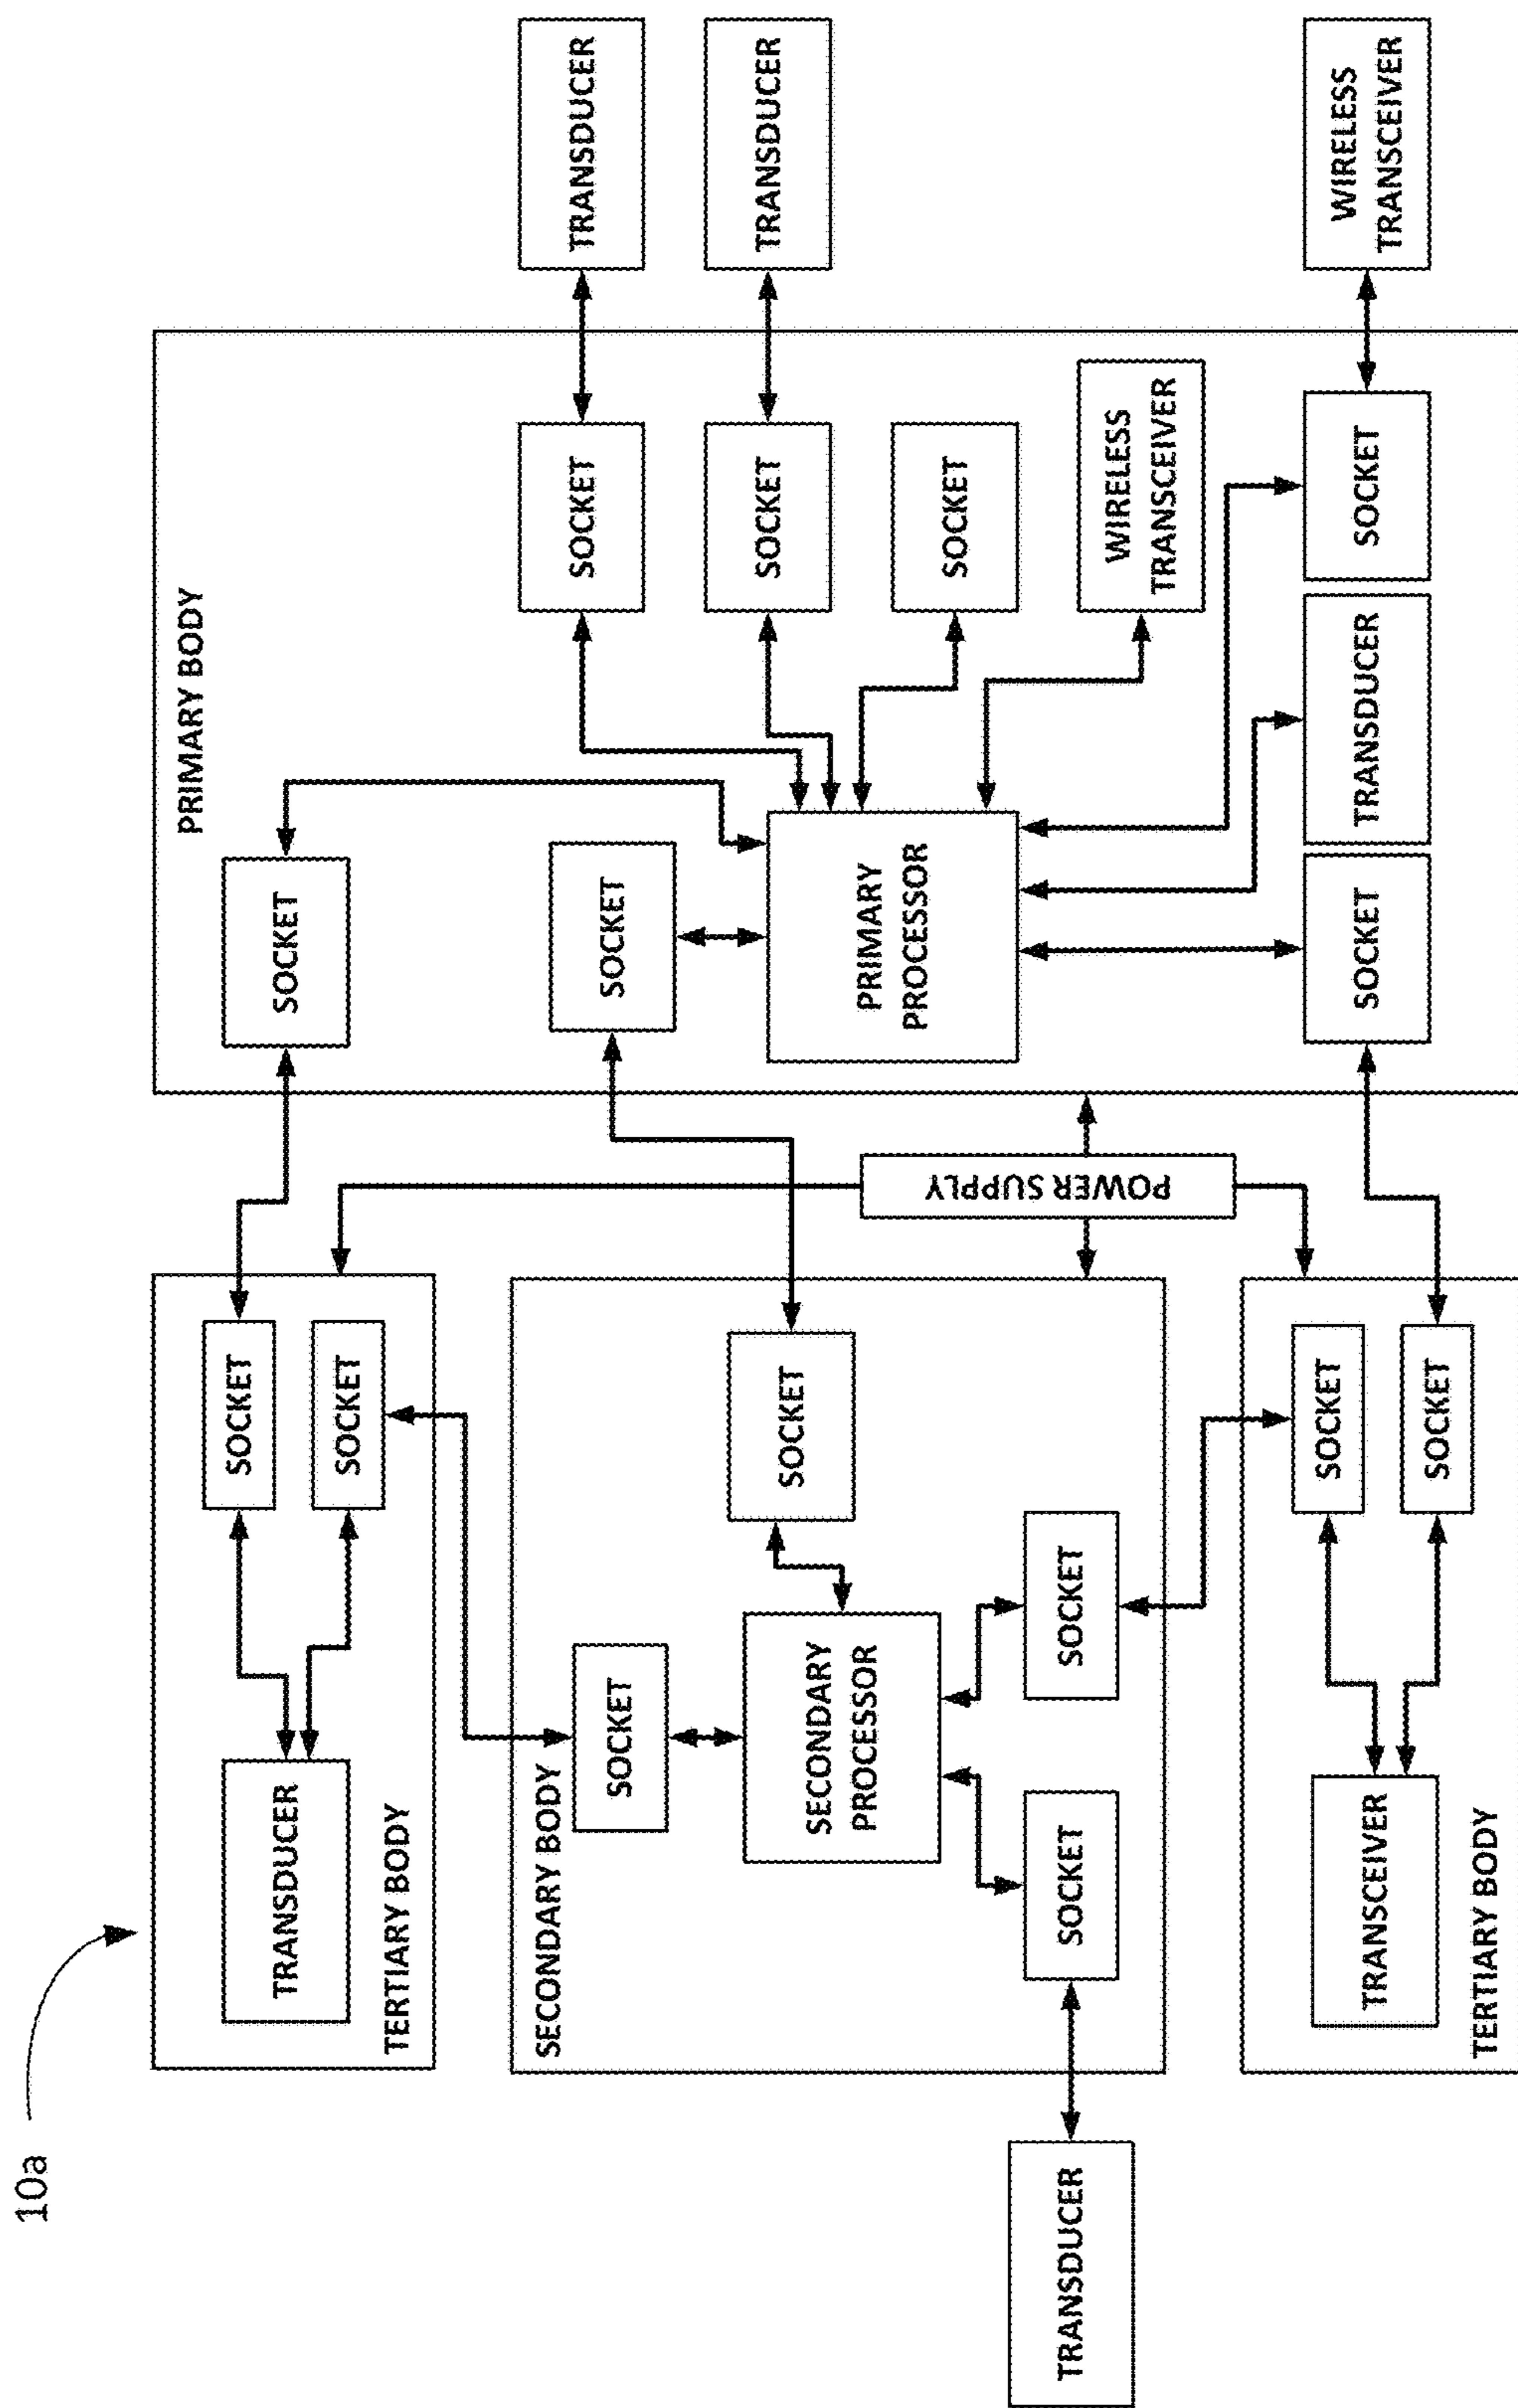 10a
TRANSDUCER
TERTIARY BODY
SOCKET
SOCKET
SECONDARY BODY
SOCKET
SECONDARY
PROCESSOR
SOCKET
SOCKET
SOCKET
TRANSDUCER
TRANSCEIVER
TERTIARY BODY
SOCKET
SOCKET
POWER SUPPLY
PRIMARY BODY
SOCKET
SOCKET
PRIMARY
PROCESSOR
SOCKET
TRANSDUCER
SOCKET
SOCKET
SOCKET
SOCKET
WIRELESS
TRANSCEIVER
TRANSDUCER
TRANSDUCER
WIRELESS
TRANSCEIVER